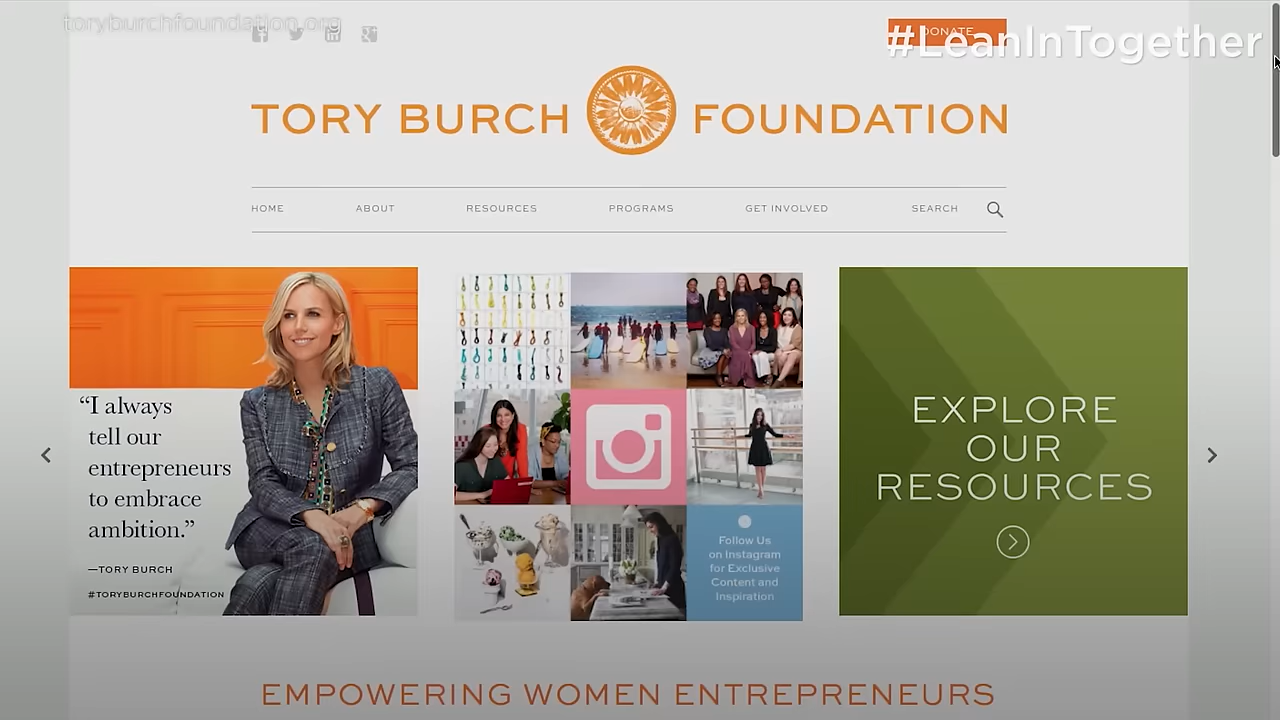 toryburchfoundation.org
DONATE
#LeanInTogether
TORY BURCH FOUNDATION
HOME
ABOUT
RESOURCES
PROGRAMS
GET INVOLVED
SEARCH
“I always
tell our
entrepreneurs
to embrace
ambition.”
—TORY BURCH
#TORYBURCHFOUNDATION
Follow Us
on Instagram
for Exclusive
Content and
Inspiration
EXPLORE
OUR
RESOURCES
EMPOWERING WOMEN ENTREPRENEURS